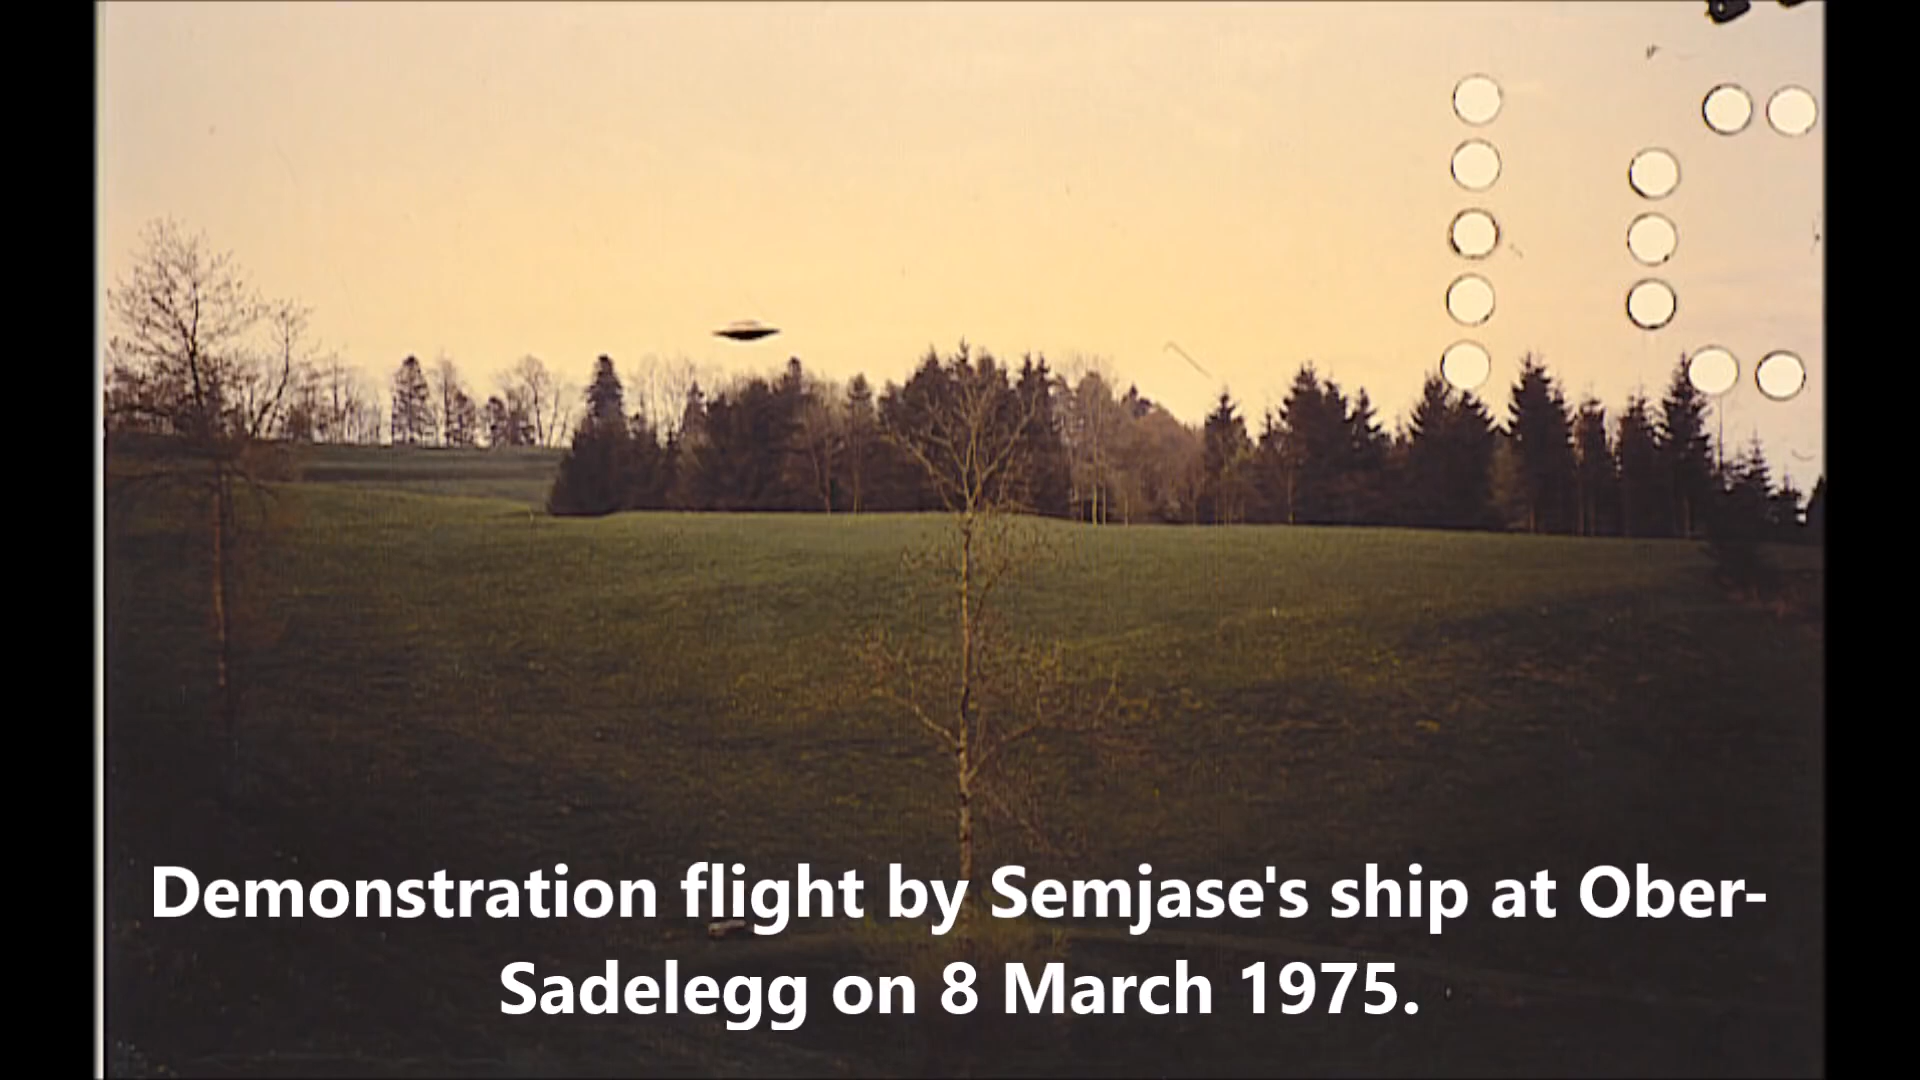 Demonstration flight by Semjase's ship at Ober-
Sadelegg on 8 March 1975.